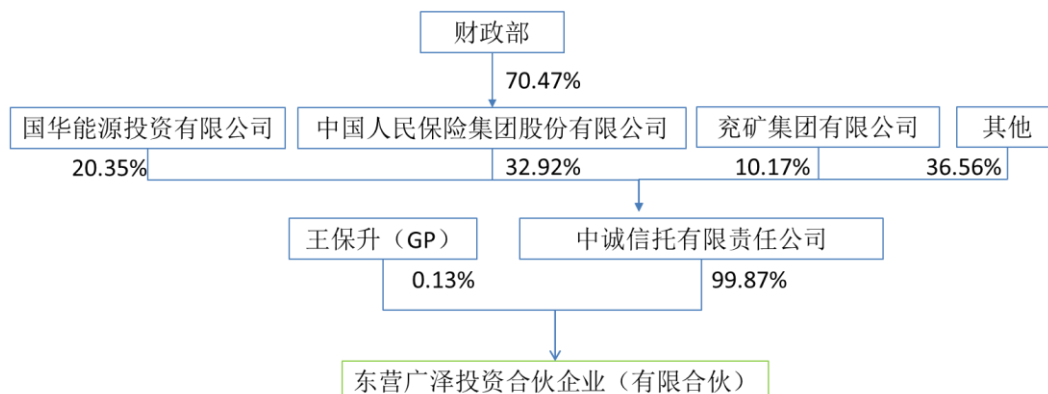 财政部
70.47%
国华能源投资有限公司 中国人民保险集团股份有限公司 兖矿集团有限公司 其他
20.35% 32.92% 10.17% 36.56%
王保升（GP） 中诚信托有限责任公司
0.13% 99.87%
东营广泽投资合伙企业（有限合伙）